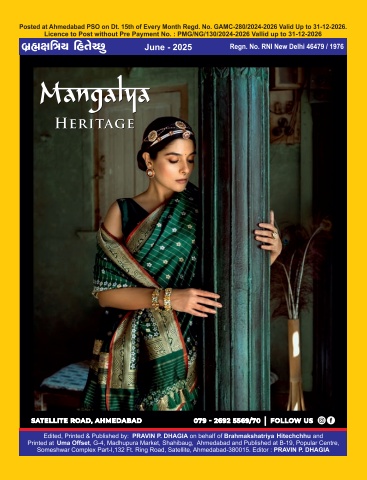 Posted at Ahmedabad PSO on Dt. 15th of Every Month Regd. No. GAMC-280/2024-2026 Valid Up to 31-12-2026.
Licence to Post without Pre Payment No. : PMG/NG/130/2024-2026 Valild up to 31-12-2026
બ્રહ્મક્ષત્રિય હિતેચ્છુ June - 2025 Regn. No. RNI New Delhi 46479 / 1976
Mangalya
HERITAGE
SATELLITE ROAD, AHMEDABAD 079 - 2692 5569/70 | FOLLOW US
Edited, Printed & Published by: PRAVIN P. DHAGIA on behalf of Brahmakshatriya Hitechchhu and
Printed at Uma Offset, G-4, Madhupura Market, Shahibaug, Ahmedabad and Published at B-19, Popular Centre,
Someshwar Complex Part-I,132 Ft. Ring Road, Satellite, Ahmedabad-380015. Editor : PRAVIN P. DHAGIA